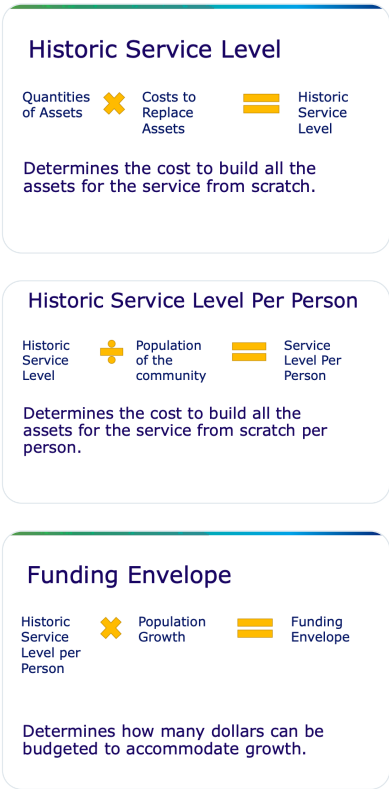 Historic Service Level
Quantities of Assets
Costs to Replace Assets
Historic Service Level
Determines the cost to build all the
assets for the service from scratch.
Historic Service Level Per Person
Historic Service Level
Population of the community
Service Level Per Person
Determines the cost to build all the
assets for the service from scratch per
person.
Funding Envelope
Historic Service Level per Person
Population Growth
Funding Envelope
Determines how many dollars can be
budgeted to accommodate growth.